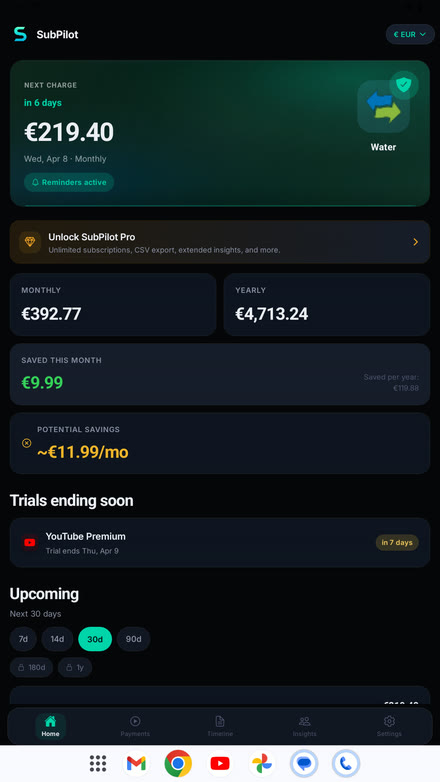 SubPilot
€ EUR
NEXT CHARGE
in 6 days
€219.40
Wed, Apr 8 · Monthly
Reminders active
Water
Unlock SubPilot Pro
Unlimited subscriptions, CSV export, extended insights, and more.
MONTHLY
€392.77
YEARLY
€4,713.24
SAVED THIS MONTH
€9.99
Saved per year:
€119.88
POTENTIAL SAVINGS
~€11.99/mo
Trials ending soon
YouTube Premium
Trial ends Thu, Apr 9
in 7 days
Upcoming
Next 30 days
7d
14d
30d
90d
180d
1y
Home
Payments
Timeline
Insights
Settings